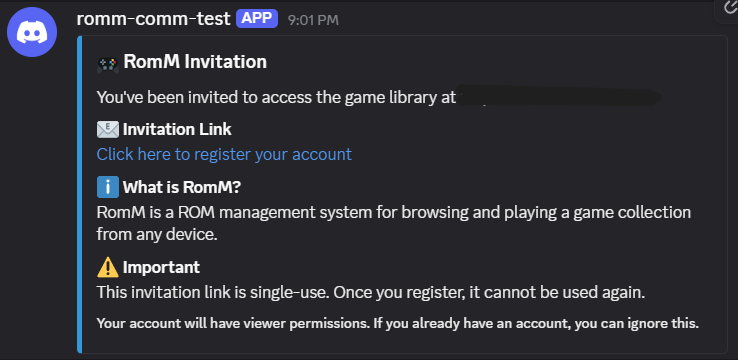 romm-comm-test APP 9:01 PM
RomM Invitation
You've been invited to access the game library at
Invitation Link
Click here to register your account
What is RomM?
RomM is a ROM management system for browsing and playing a game collection
from any device.
Important
This invitation link is single-use. Once you register, it cannot be used again.
Your account will have viewer permissions. If you already have an account, you can ignore this.